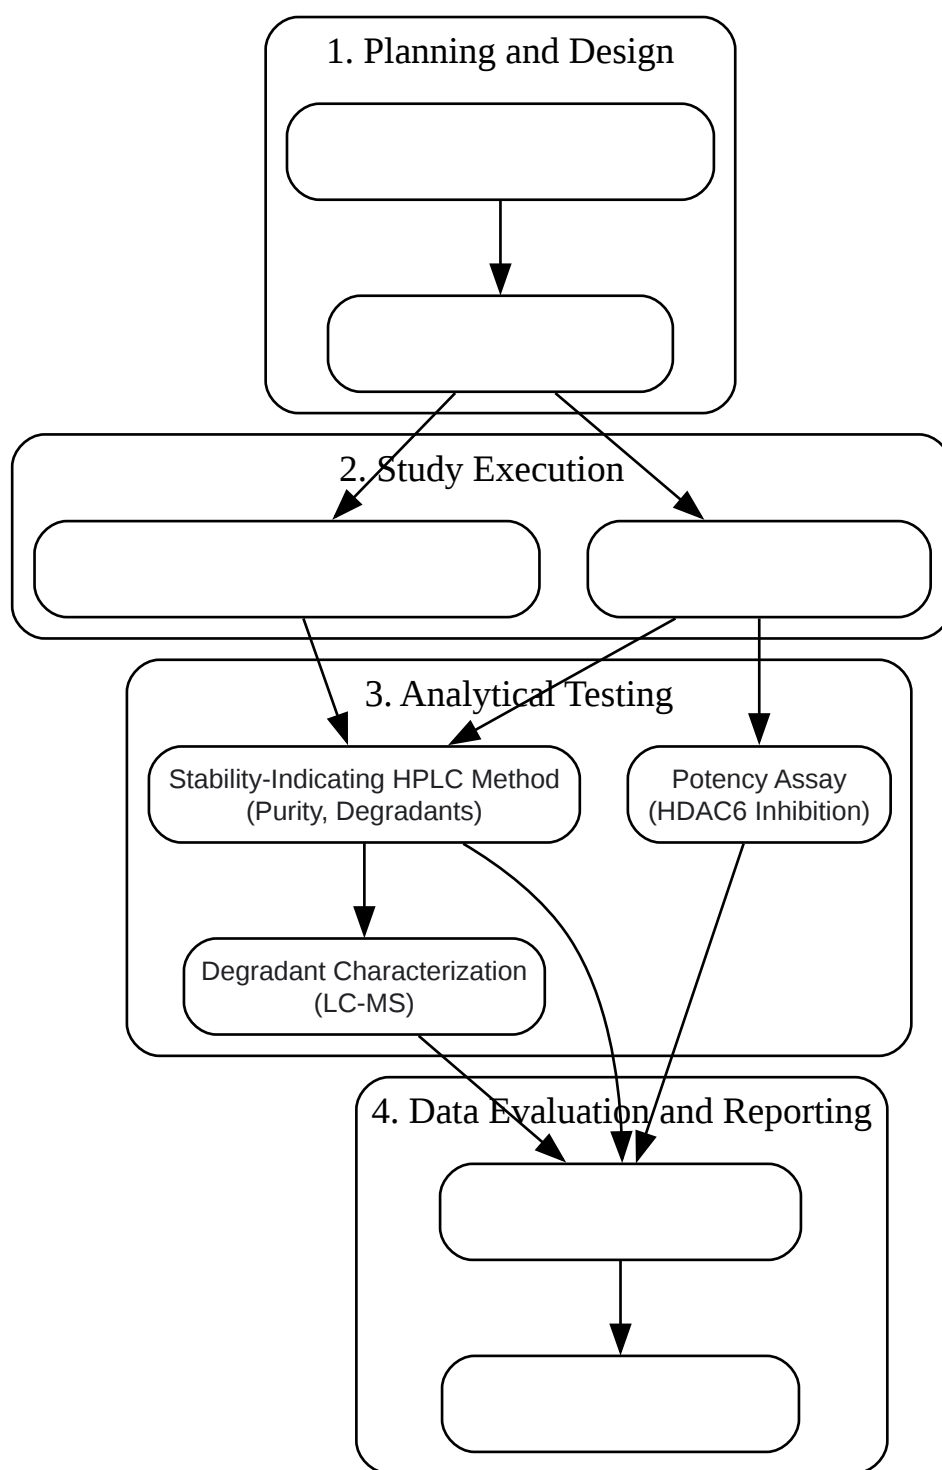 1. Planning and Design
2. Study Execution
3. Analytical Testing
Stability-Indicating HPLC Method
(Purity, Degradants)
Potency Assay
(HDAC6 Inhibition)
Degradant Characterization
(LC-MS)
4. Data Evaluation and Reporting